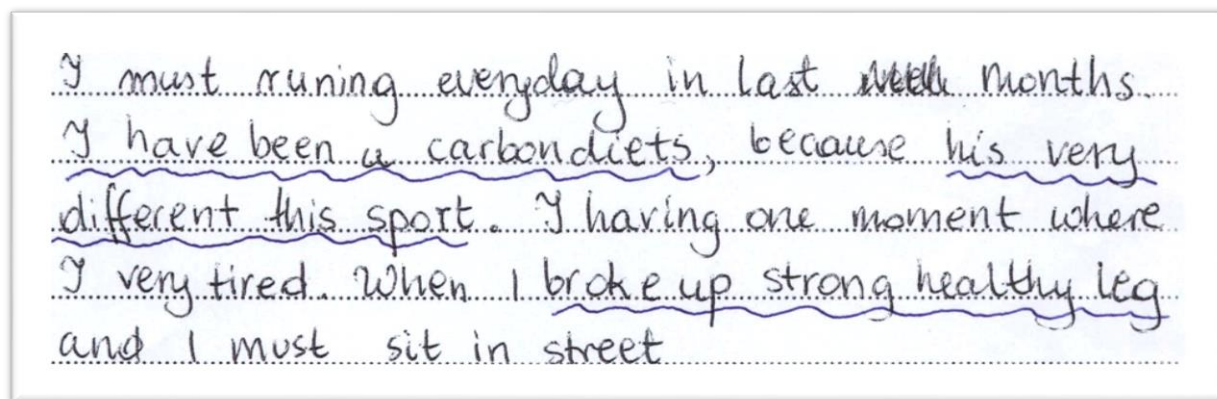 I must runing everyday in last months.
I have been a carbondiets, because his very
different this sport. I having one moment where
I very tired. When I broke up strong healthy leg
and I must sit in street